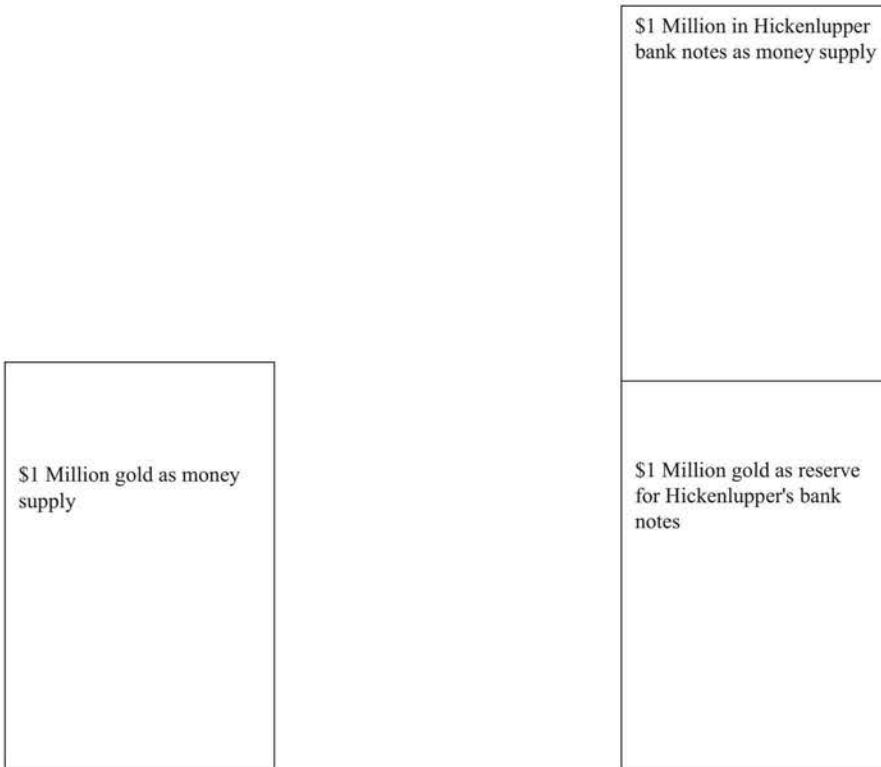 $1 Million in Hickenlupper
bank notes as money supply
$1 Million gold as money
supply
$1 Million gold as reserve
for Hickenlupper's bank
notes